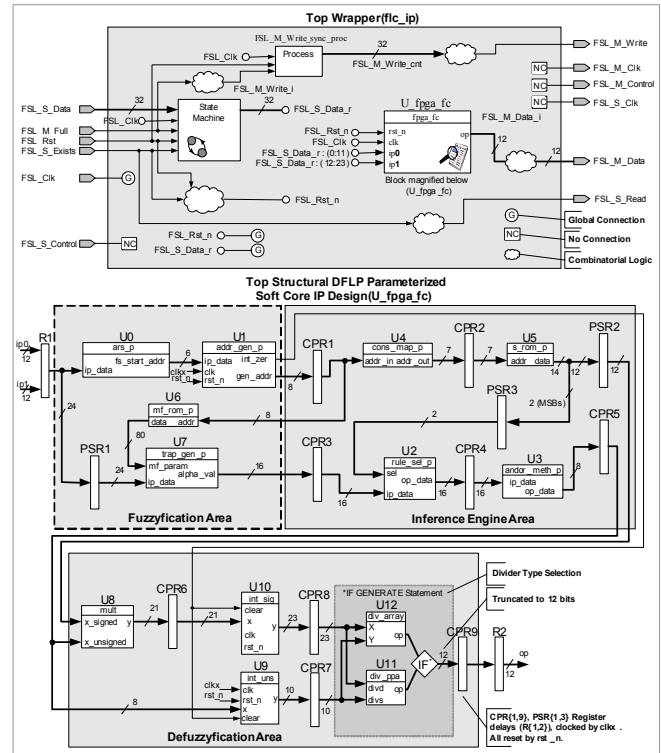 Top Wrapper(flc_ip)
FSL_M_Write_sync_proc
FSL_Clk
Process
32
FSL_M_Write_cnt
FSL_M_Write
FSL_M_Write_i
NC
FSL_M_Clk
NC
FSL_M_Control
NC
FSL_S_Clk
FSL_S_Data
32
State
Machine
32
FSL_S_Data_r
FSL_M_Full
FSL_Clk
FSL_Rst
FSL_S_Exists
U_fpga_fc
fpga_fc
FSL_M_Data_i
FSL_Rst_n
rst_n
op
FSL_Clk
clk
12
12
FSL_M_Data
FSL_S_Data_r : (0:11)
ip0
FSL_S_Data_r : (12:23)
ip1
Block magnified below
(U_fpga_fc)
FSL_Clk
G
FSL_Rst_n
FSL_S_Read
G
Global Connection
FSL_Rst_n
G
NC
No Connection
FSL_S_Control
NC
FSL_S_Data_r
G
Combinatorial Logic
Top Structural DFLP Parameterized
Soft Core IP Design(U_fpga_fc)
ip0
12
ip1
12
R1
U0
ars_p
fs_start_addr
ip_data
6
U1
addr_gen_p
ip_data
int_zer
clkx
clk
rst_n
rst_n
gen_addr
8
CPR1
U4
cons_map_p
addr_in
addr_out
7
CPR2
7
U5
s_rom_p
addr
data
14
12
PSR2
12
2 (MSBs)
U6
mf_rom_p
data
addr
8
PSR3
2
24
80
U7
trap_gen_p
mf_param
alpha_val
ip_data
PSR1
24
16
CPR3
16
U2
rule_sel_p
sel
op_data
ip_data
16
CPR4
16
U3
andor_meth_p
ip_data
op_data
8
CPR5
Fuzzyfication Area
Inference Engine Area
U8
mult
x_signed
y
x_unsigned
21
CPR6
21
U10
int_sig
clear
x
y
clk
rst_n
23
CPR8
23
*IF GENERATE Statement
U12
div_array
X
op
Y
U11
div_ppa
divd
op
divs
IF*
12
CPR9
R2
12
op
Divider Type Selection
Truncated to 12 bits
U9
int_uns
clkx
clk
rst_n
rst_n
y
x
clear
8
10
CPR7
10
Defuzzyfication Area
CPR{1,9}, PSR{1,3} Register
delays (R{1,2}), clocked by clkx .
All reset by rst _n.